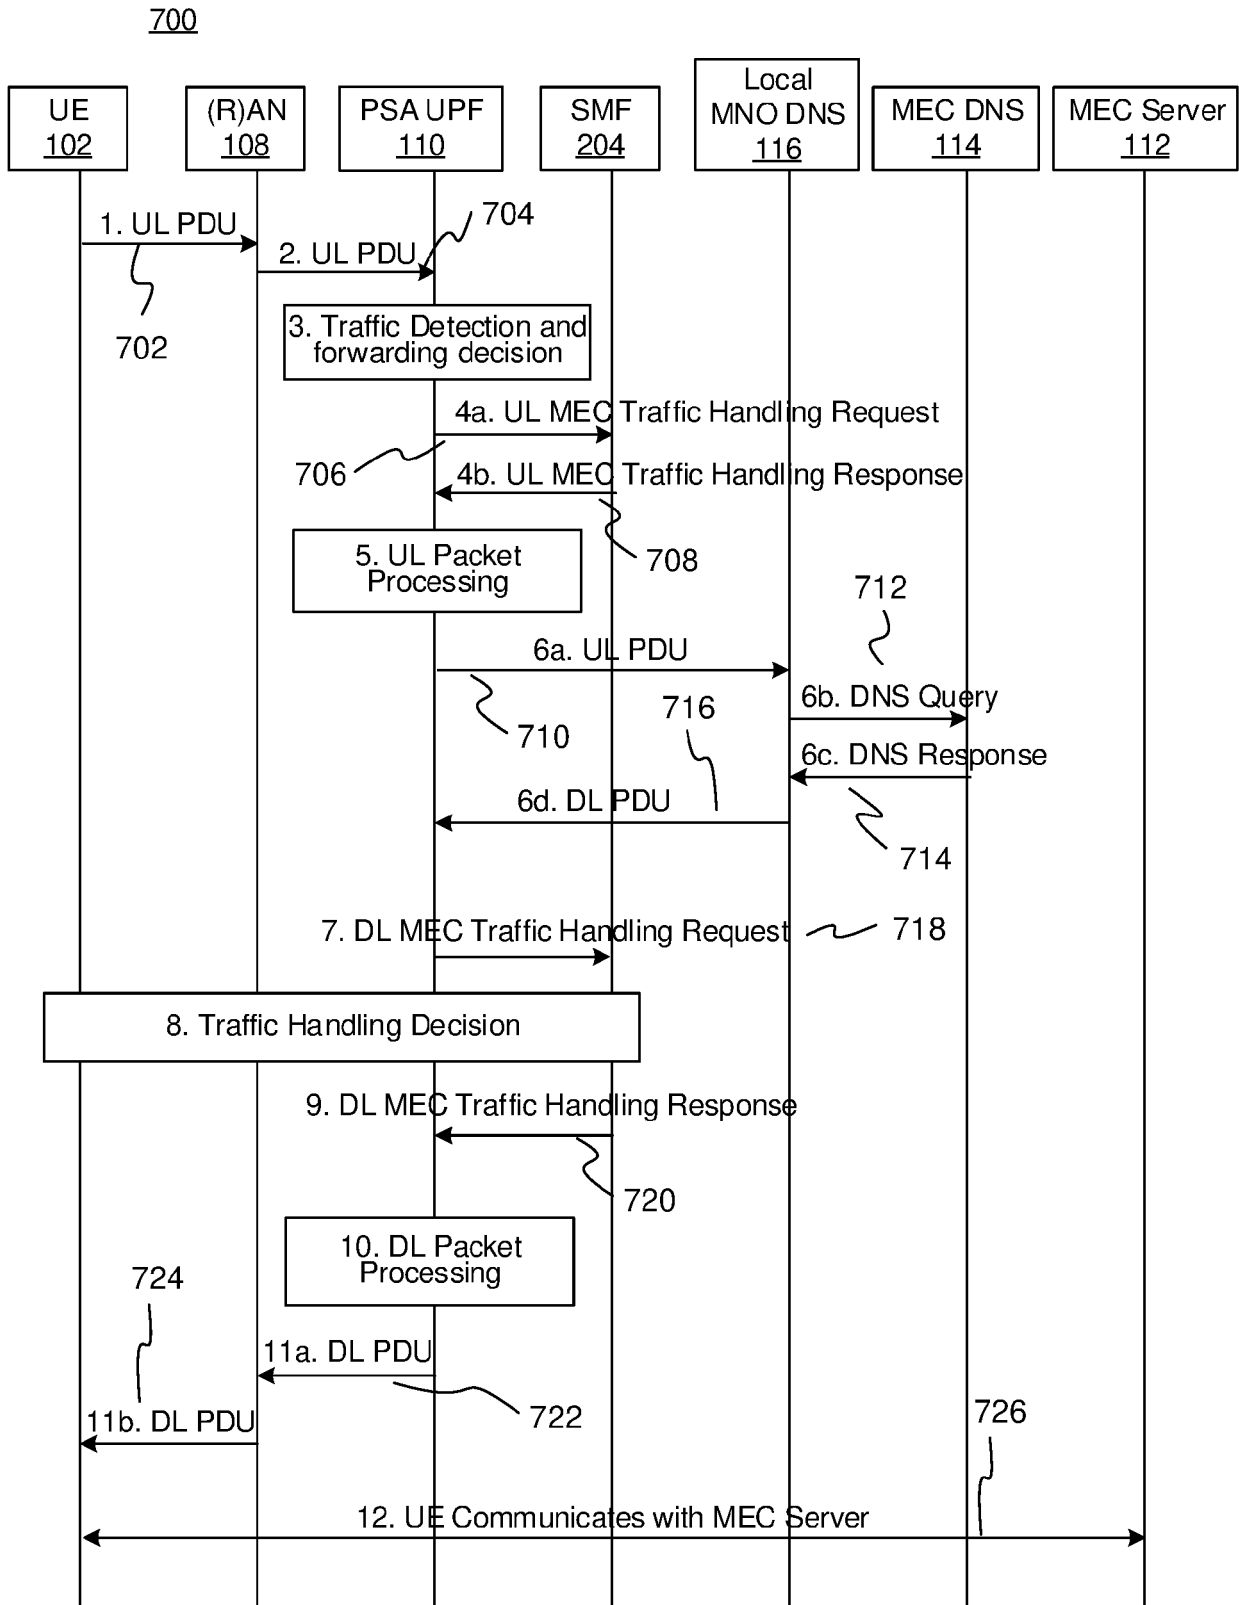 700
UE
102
(R)AN
108
PSA UPF
110
SMF
204
Local
MNO DNS
116
MEC DNS
114
MEC Server
112
1. UL PDU
702
2. UL PDU
704
3. Traffic Detection and
forwarding decision
4a. UL MEC Traffic Handling Request
706
4b. UL MEC Traffic Handling Response
708
5. UL Packet
Processing
712
6a. UL PDU
710
716
6b. DNS Query
6c. DNS Response
714
6d. DL PDU
7. DL MEC Traffic Handling Request
718
8. Traffic Handling Decision
9. DL MEC Traffic Handling Response
720
10. DL Packet
Processing
724
11a. DL PDU
722
11b. DL PDU
726
12. UE Communicates with MEC Server